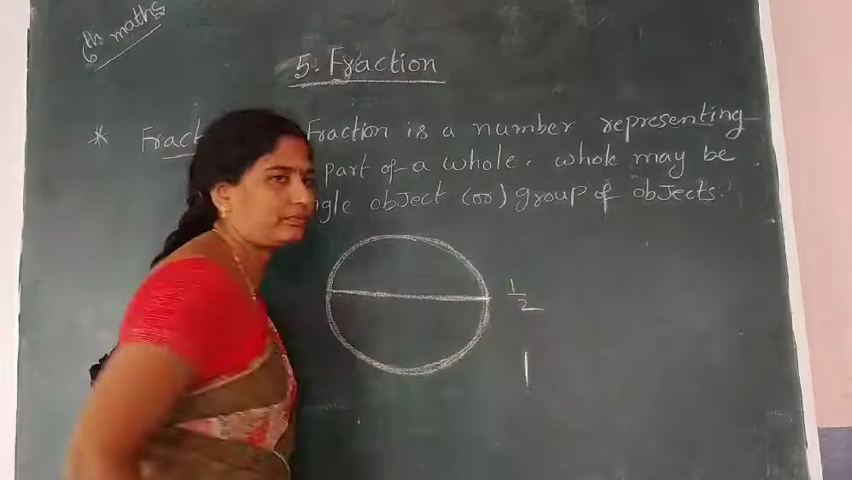 6th maths
5. Fraction
* Fract Fraction is a number representing
part of a whole. whole may be
ngle object (or) group of objects.
1/2
1